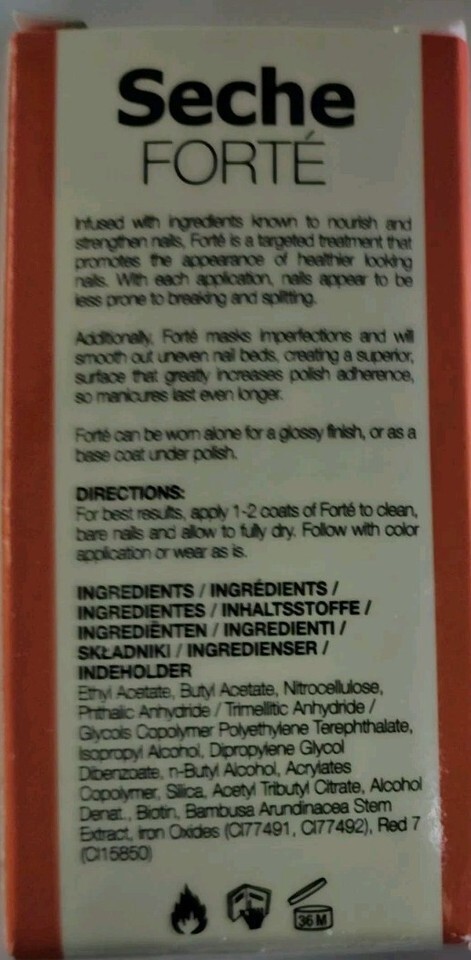 Seche
FORTÉ
Infused with ingredients known to nourish and
strengthen nails, Forté is a targeted treatment that
promotes the appearance of healthier looking
nails. With each application, nails appear to be
less prone to breaking and splitting.
Additionally, Forté masks imperfections and will
smooth out uneven nail beds, creating a superior,
surface that greatly increases polish adherence,
so manicures last even longer.
Forté can be worn alone for a glossy finish, or as a
base coat under polish.
DIRECTIONS:
For best results, apply 1-2 coats of Forté to clean,
bare nails and allow to fully dry. Follow with color
application or wear as is.
INGREDIENTS / INGRÉDIENTS /
INGREDIENTES / INHALTSSTOFFE /
INGREDIËNTEN / INGREDIENTI /
SKŁADNIKI / INGREDIENSER /
INDEHOLDER
Ethyl Acetate, Butyl Acetate, Nitrocellulose,
Phthalic Anhydride / Trimellitic Anhydride /
Glycols Copolymer Polyethylene Terephthalate,
Isopropyl Alcohol, Dipropylene Glycol
Dibenzoate, n-Butyl Alcohol, Acrylates
Copolymer, Silica, Acetyl Tributyl Citrate, Alcohol
Denat., Biotin, Bambusa Arundinacea Stem
Extract, Iron Oxides (CI77491, CI77492), Red 7
(CI15850)
36 M